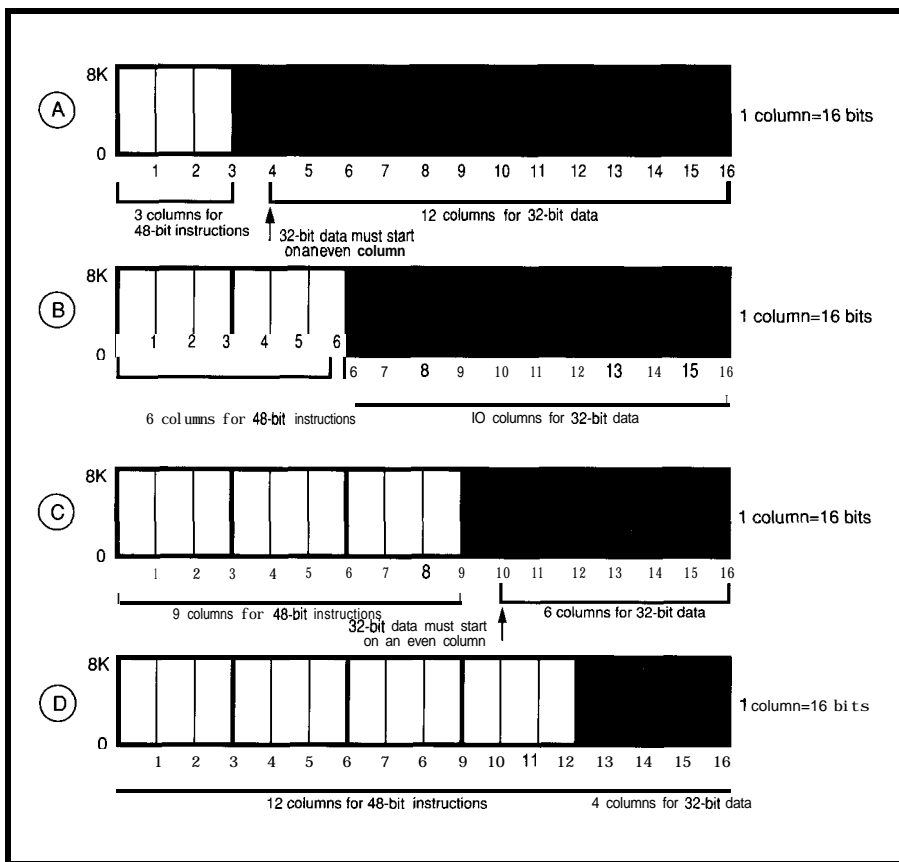 8K
A
1 column=16 bits
0
1 2 3 4 5 6 7 8 9 10 11 12 13 14 15 16
3 columns for
48-bit instructions
12 columns for 32-bit data
32-bit data must start
onaneven column
8K
B
1 column=16 bits
1 2 3 4 5 6
0
6 7 8 9 10 11 12 13 14 15 16
6 columns for 48-bit instructions
IO columns for 32-bit data
8K
C
1 column=16 bits
0
1 2 3 4 5 6 7 8 9 10 11 12 13 14 15 16
9 columns for 48-bit instructions
6 columns for 32-bit data
32-bit data must start
on an even column
8K
D
1 column=16 bits
0
1 2 3 4 5 6 7 6 9 10 11 12 13 14 15 16
12 columns for 48-bit instructions
4 columns for 32-bit data